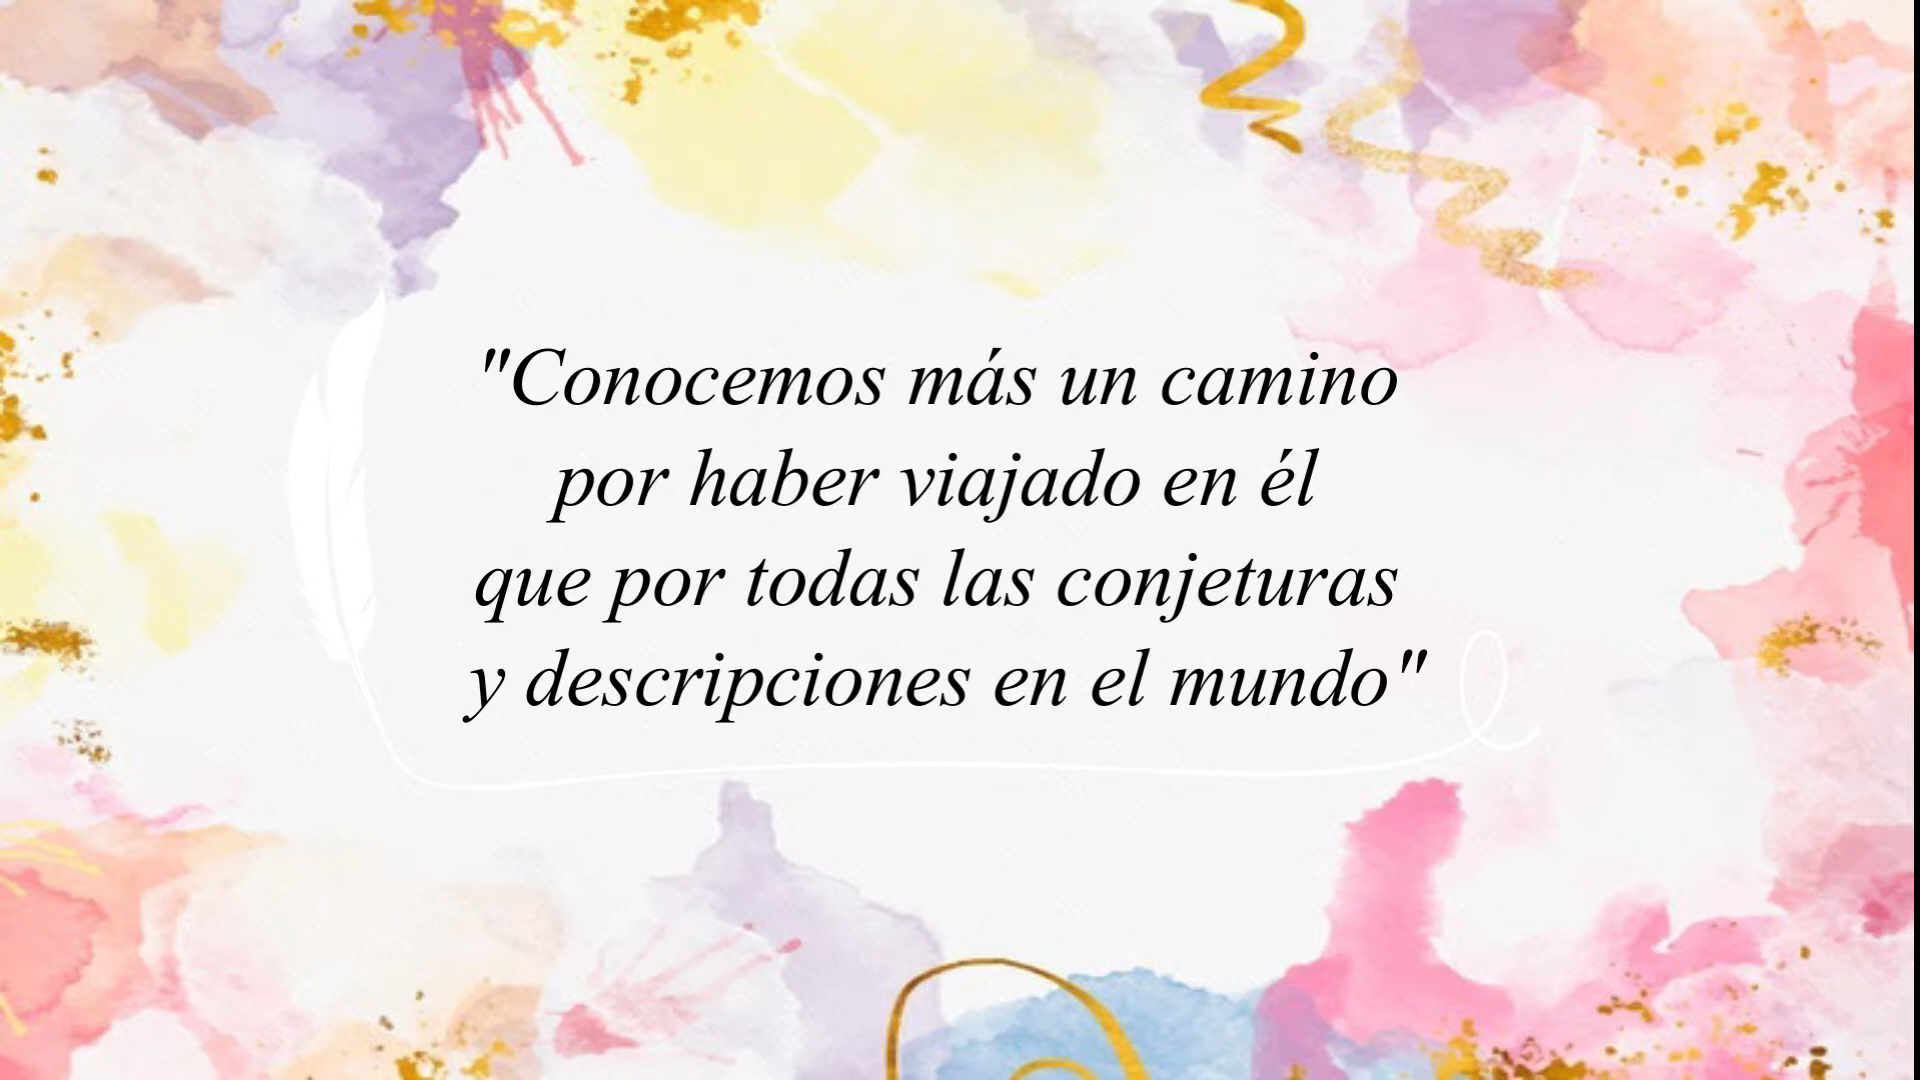 "Conocemos más un camino
por haber viajado en él
que por todas las conjeturas
y descripciones en el mundo"